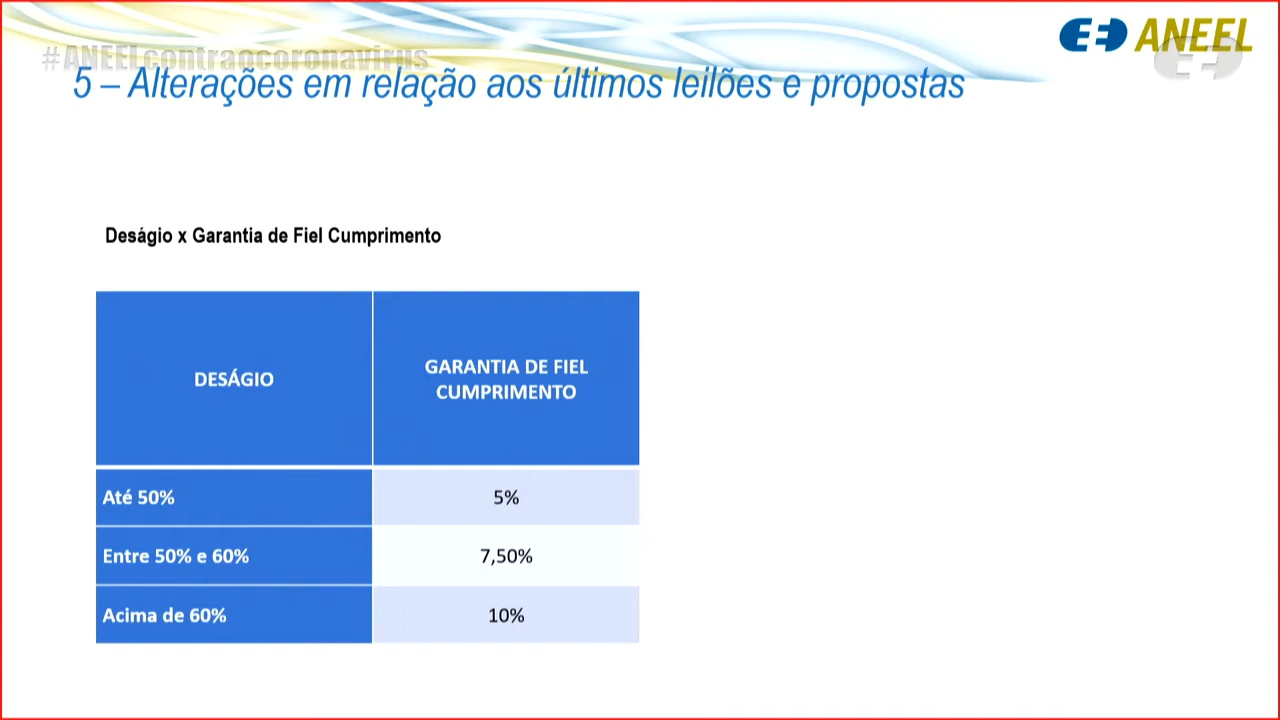 ANEEL
#ANEELcontraocoronavirus
5 – Alterações em relação aos últimos leilões e propostas
Deságio x Garantia de Fiel Cumprimento
DESÁGIO
GARANTIA DE FIEL
CUMPRIMENTO
Até 50%
5%
Entre 50% e 60%
7,50%
Acima de 60%
10%